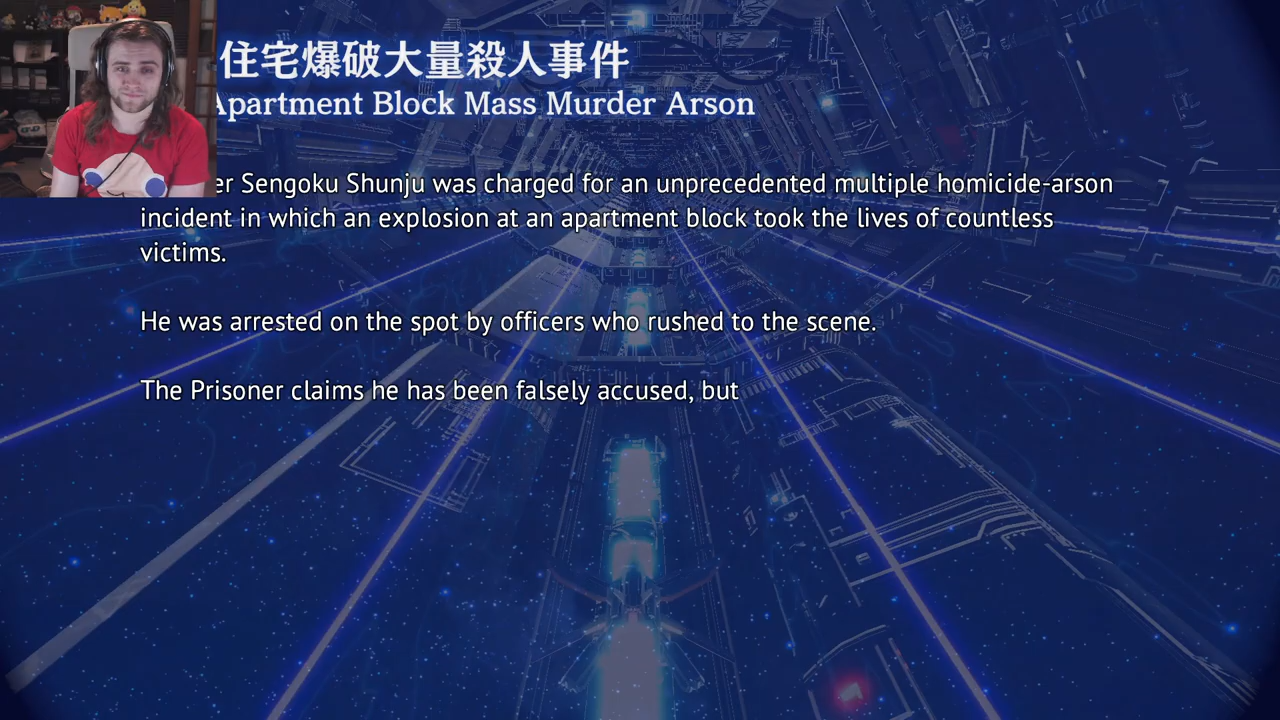 住宅爆破大量殺人事件
Apartment Block Mass Murder Arson
er Sengoku Shunju was charged for an unprecedented multiple homicide-arson
incident in which an explosion at an apartment block took the lives of countless
victims.
He was arrested on the spot by officers who rushed to the scene.
The Prisoner claims he has been falsely accused, but